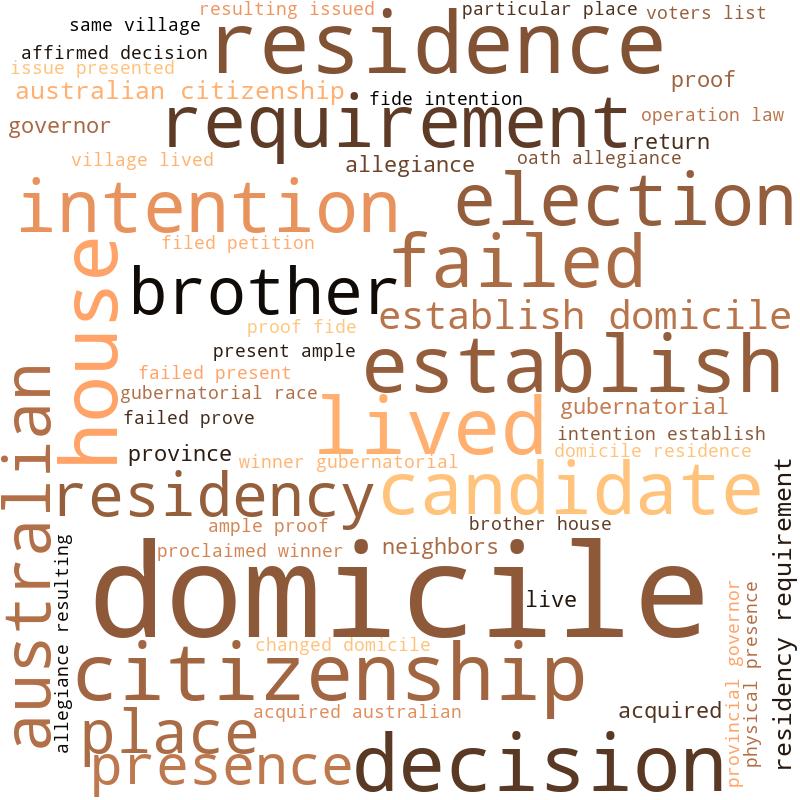 resulting issued
particular place
voters list
same village
residence
affirmed decision
issue presented
proof
australian citizenship
fide intention
requirement
operation law
governor
return
village lived
allegiance
oath allegiance
intention
election
house
filed petition
failed
brother
establish domicile
proof fide
present ample
establish
failed present
australian
gubernatorial race
lived
gubernatorial
failed prove
intention establish
province
winner gubernatorial
domicile residence
residency
candidate
residency requirement
ample proof
brother house
allegiance resulting
proclaimed winner
neighbors
domicile
live
provincial governor
physical presence
changed domicile
citizenship
acquired australian
acquired
place
presence
decision